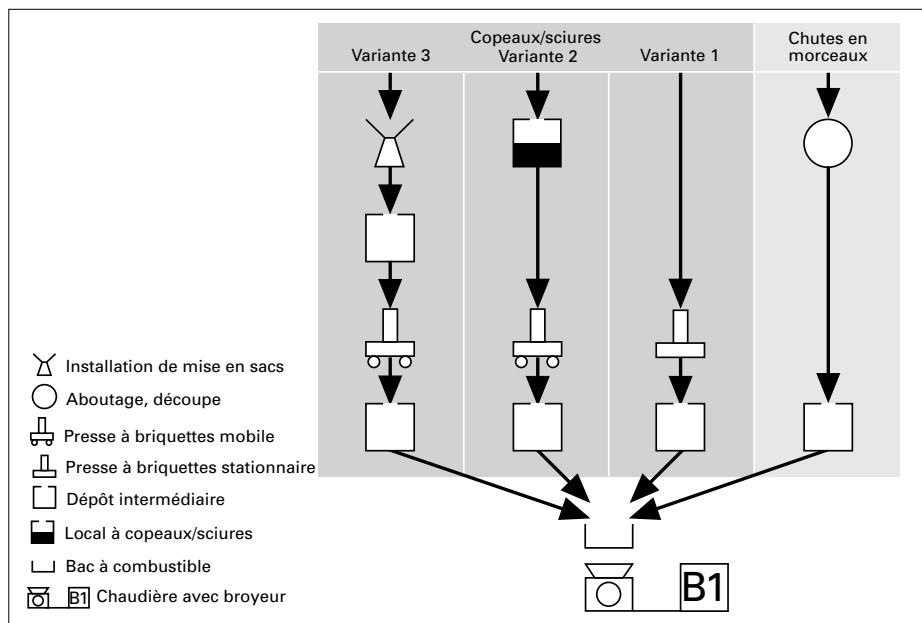 Copeaux/sciures
Variante 3
Variante 2
Variante 1
Chutes en
morceaux
Installation de mise en sacs
Aboutage, découpe
Presse à briquettes mobile
Presse à briquettes stationnaire
Dépôt intermédiaire
Local à copeaux/sciures
Bac à combustible
B1 Chaudière avec broyeur
B1